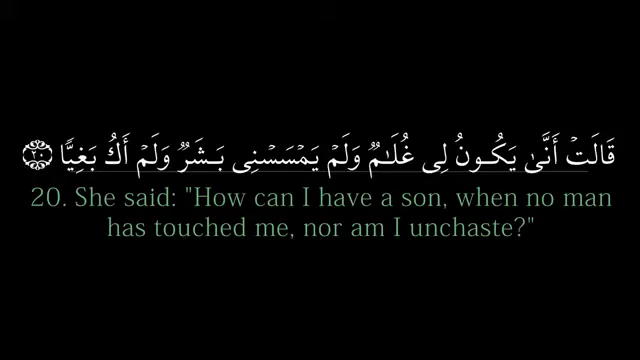 قَالَتْ أَنَّىٰ يَكُونُ لِى غُلَـٰمٌ وَلَمْ يَمْسَسْنِى بَشَرٌ وَلَمْ أَكُ بَغِيًّا ٢٠
20. She said: "How can I have a son, when no man
has touched me, nor am I unchaste?"